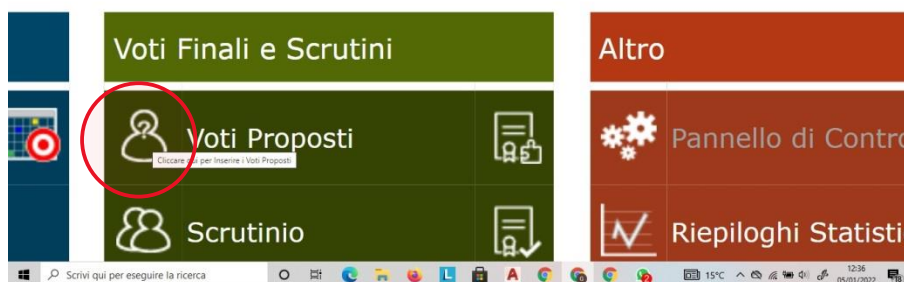 Voti Finali e Scrutini
Altro
Voti Proposti
Cliccare qui per Inserire i Voti Proposti
Pannello di Contro
Scrutinio
Riepiloghi Statisti
Scrivi qui per eseguire la ricerca
15°C
12:36
05/01/2022